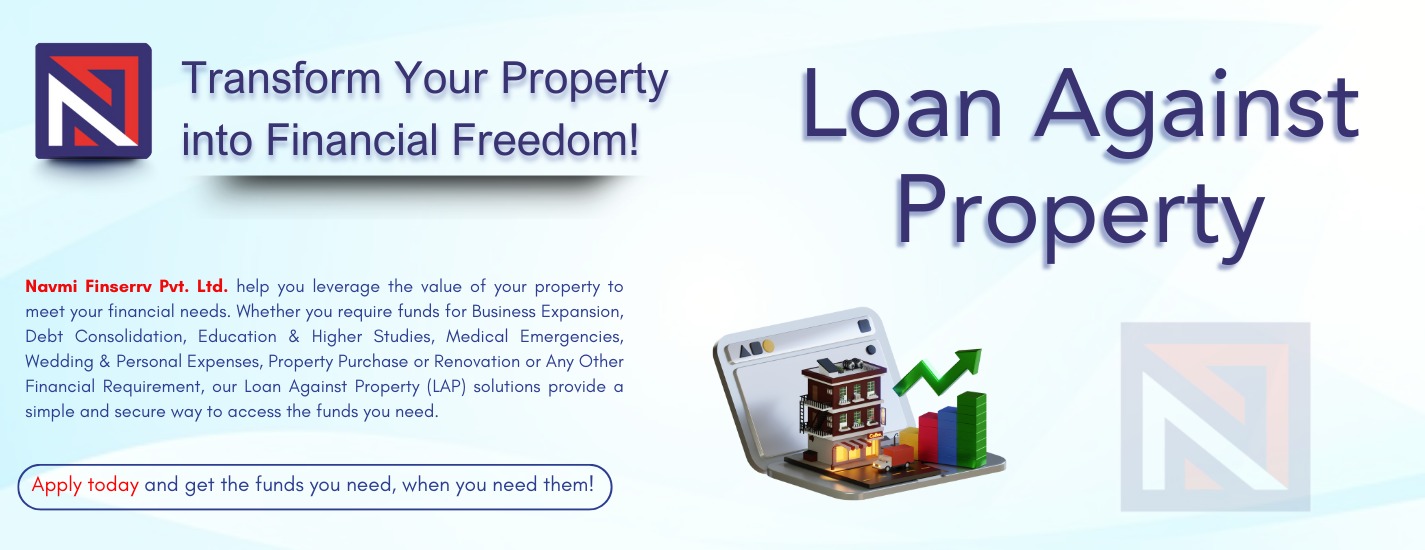 Transform Your Property
into Financial Freedom!
Loan Against
Property
Navmi Finserrv Pvt. Ltd. help you leverage the value of your property to
meet your financial needs. Whether you require funds for Business Expansion,
Debt Consolidation, Education & Higher Studies, Medical Emergencies,
Wedding & Personal Expenses, Property Purchase or Renovation or Any Other
Financial Requirement, our Loan Against Property (LAP) solutions provide a
simple and secure way to access the funds you need.
Apply today and get the funds you need, when you need them!